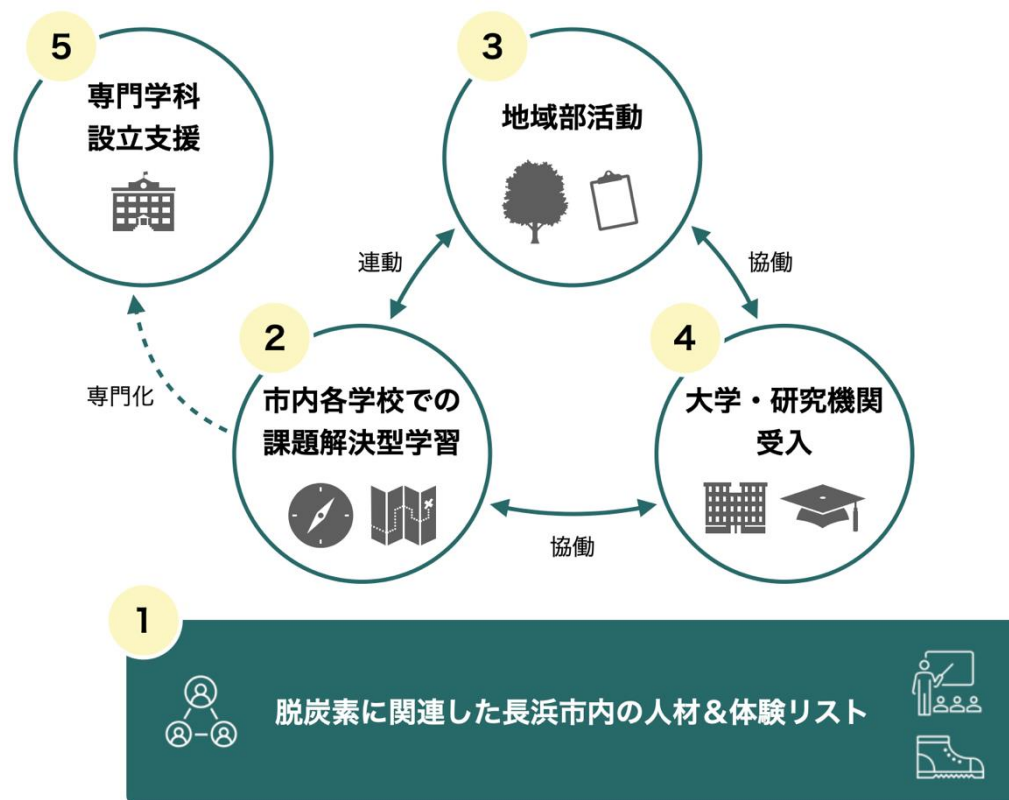 5
専門学科
設立支援
3
地域部活動
連動
協働
専門化
2
市内各学校での
課題解決型学習
4
大学・研究機関
受入
協働
1
脱炭素に関連した長浜市内の人材＆体験リスト